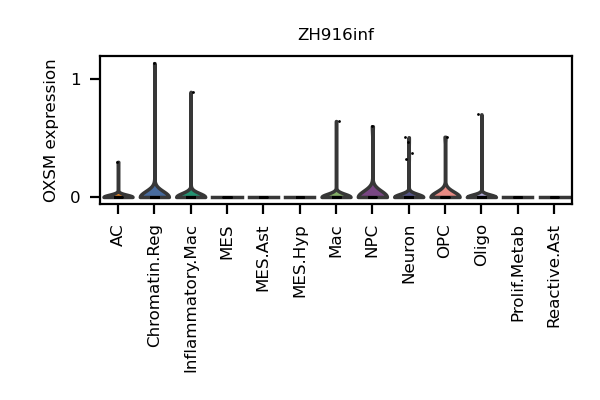 ZH916inf
OXSM expression
1
0
AC
Chromatin.Reg
Inflammatory.Mac
MES
MES.Ast
MES.Hyp
Mac
NPC
Neuron
OPC
Oligo
Prolif.Metab
Reactive.Ast